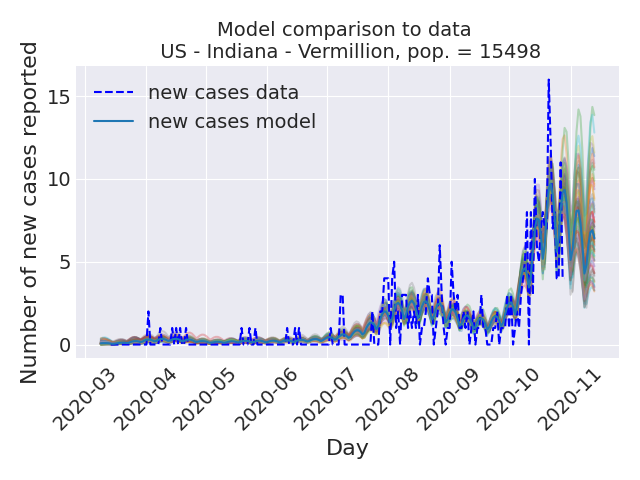 Model comparison to data
US - Indiana - Vermillion, pop. = 15498
new cases data
new cases model
Number of new cases reported
15
10
5
0
2020-03
2020-04
2020-05
2020-06
2020-07
2020-08
2020-09
2020-10
2020-11
Day